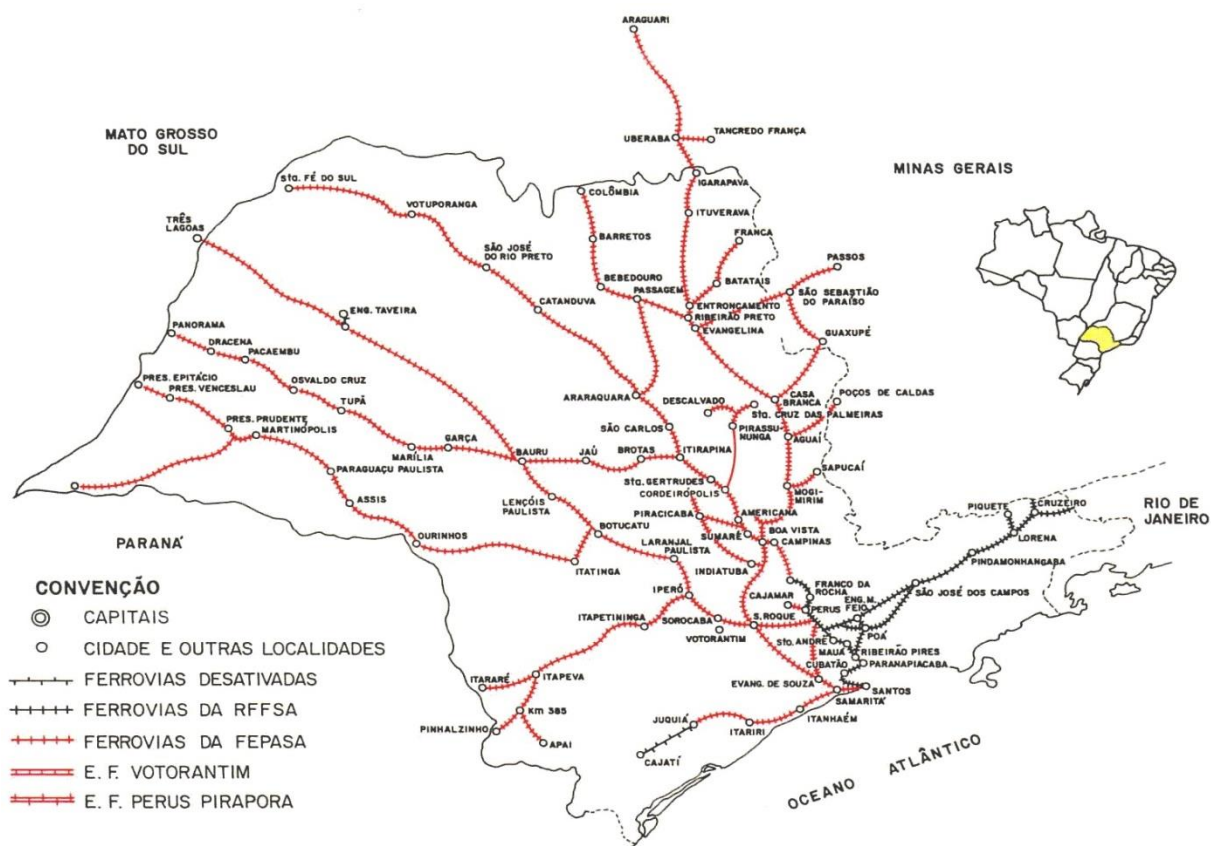 ARAGUARI
MATO GROSSO
DO SUL
UBERABA
TANCREDO FRANÇA
MINAS GERAIS
IGARAPAVA
Sta. FÉ DO SUL
COLÔMBIA
VOTUPORANGA
ITUVERAVA
TRÊS
LAGOAS
BARRETOS
FRANCA
SÃO JOSÉ
DO RIO PRETO
PASSOS
BEBEDOURO
PASSAGEM
BATATAIS
SÃO SEBASTIÃO
DO PARAÍSO
CATANDUVA
ENTRONCAMENTO
RIBEIRÃO PRETO
EVANGELINA
ENG. TAVEIRA
GUAXUPÉ
PANORAMA
DRACENA
PACAEMBU
PRES. EPITÁCIO
PRES. VENCESLAU
OSVALDO CRUZ
TUPÃ
ARARAQUARA
DESCALVADO
CASA
BRANCA
POÇOS DE CALDAS
Sta. CRUZ DAS PALMEIRAS
PRES. PRUDENTE
MARTINÓPOLIS
GARÇA
MARÍLIA
BAURU
JAÚ
BROTAS
SÃO CARLOS
ITIRAPINA
PIRASSU-
NUNGA
AGUAÍ
PARAGUAÇU PAULISTA
Sta. GERTRUDES
CORDEIRÓPOLIS
SAPUCAÍ
MOGI-
MIRIM
ASSIS
LENÇÓIS
PAULISTA
PIRACICABA
AMERICANA
PIQUETE
CRUZEIRO
RIO DE
JANEIRO
PARANÁ
OURINHOS
BOTUCATU
LARANJAL
PAULISTA
SUMARÉ
BOA VISTA
CAMPINAS
LORENA
PINDAMONHANGABA
ITATINGA
INDIATUBA
FRANCO DA
ROCHA
SÃO JOSÉ DOS CAMPOS
IPERÓ
CAJAMAR
PERUS
ENG. M.
FEIO
ITAPETININGA
SOROCABA
VOTORANTIM
S. ROQUE
POÁ
Sto. ANDRÉ
MAUÁ
RIBEIRÃO PIRES
CUBATÃO
PARANAPIACABA
ITARARÉ
ITAPEVA
EVANG. DE SOUZA
SANTOS
SAMARITÁ
Km 385
PINHALZINHO
APAI
JUQUIÁ
ITARIRI
ITANHAÉM
CAJATÍ
OCEANO ATLÂNTICO
CONVENÇÃO
CAPITAIS
CIDADE E OUTRAS LOCALIDADES
FERROVIAS DESATIVADAS
FERROVIAS DA RFFSA
FERROVIAS DA FEPASA
E. F. VOTORANTIM
E. F. PERUS PIRAPORA